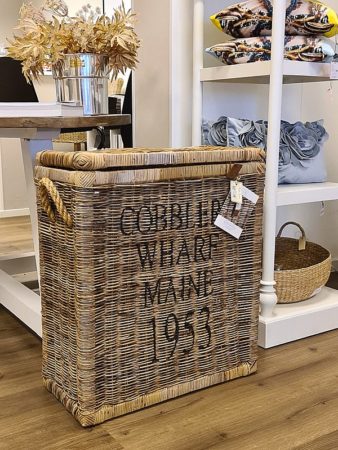 COBBLER
WHARF
MAINE
1953